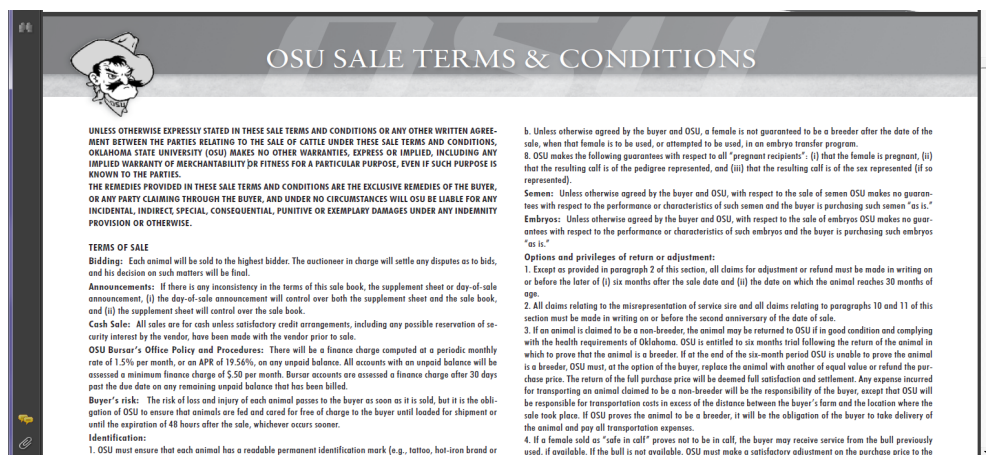 OSU SALE TERMS & CONDITIONS
OSU
UNLESS OTHERWISE EXPRESSLY STATED IN THESE SALE TERMS AND CONDITIONS OR ANY OTHER WRITTEN AGREE-
MENT BETWEEN THE PARTIES RELATING TO THE SALE OF CATTLE UNDER THESE SALE TERMS AND CONDITIONS,
OKLAHOMA STATE UNIVERSITY (OSU) MAKES NO OTHER WARRANTIES, EXPRESS OR IMPLIED, INCLUDING ANY
IMPLIED WARRANTY OF MERCHANTABILITY OR FITNESS FOR A PARTICULAR PURPOSE, EVEN IF SUCH PURPOSE IS
KNOWN TO THE PARTIES.
THE REMEDIES PROVIDED IN THESE SALE TERMS AND CONDITIONS ARE THE EXCLUSIVE REMEDIES OF THE BUYER,
OR ANY PARTY CLAIMING THROUGH THE BUYER, AND UNDER NO CIRCUMSTANCES WILL OSU BE LIABLE FOR ANY
INCIDENTAL, INDIRECT, SPECIAL, CONSEQUENTIAL, PUNITIVE OR EXEMPLARY DAMAGES UNDER ANY INDEMNITY
PROVISION OR OTHERWISE.
TERMS OF SALE
Bidding: Each animal will be sold to the highest bidder. The auctioneer in charge will settle any disputes as to bids,
and his decision on such matters will be final.
Announcements: If there is any inconsistency in the terms of this sale book, the supplement sheet or day-of-sale
announcement, (i) the day-of-sale announcement will control over both the supplement sheet and the sale book,
and (ii) the supplement sheet will control over the sale book.
Cash Sale: All sales are for cash unless satisfactory credit arrangements, including any possible reservation of se-
curity interest by the vendor, have been made with the vendor prior to sale.
OSU Bursar's Office Policy and Procedures: There will be a finance charge computed at a periodic monthly
rate of 1.5% per month, or an APR of 19.56%, on any unpaid balance. All accounts with an unpaid balance will be
assessed a minimum finance charge of $.50 per month. Bursar accounts are assessed a finance charge after 30 days
past the due date on any remaining unpaid balance that has been billed.
Buyer's risk: The risk of loss and injury of each animal passes to the buyer as soon as it is sold, but it is the obli-
gation of OSU to ensure that animals are fed and cared for free of charge to the buyer until loaded for shipment or
until the expiration of 48 hours after the sale, whichever occurs sooner.
Identification:
1. OSU must ensure that each animal has a readable permanent identification mark (e.g., tattoo, hot-iron brand or
b. Unless otherwise agreed by the buyer and OSU, a female is not guaranteed to be a breeder after the date of the
sale, when that female is to be used, or attempted to be used, in an embryo transfer program.
8. OSU makes the following guarantees with respect to all "pregnant recipients": (i) that the female is pregnant, (ii)
that the resulting calf is of the pedigree represented, and (iii) that the resulting calf is of the sex represented (if so
represented).
Semen: Unless otherwise agreed by the buyer and OSU, with respect to the sale of semen OSU makes no guaran-
tees with respect to the performance or characteristics of such semen and the buyer is purchasing such semen "as is."
Embryos: Unless otherwise agreed by the buyer and OSU, with respect to the sale of embryos OSU makes no guar-
antees with respect to the performance or characteristics of such embryos and the buyer is purchasing such embryos
"as is."
Options and privileges of return or adjustment:
1. Except as provided in paragraph 2 of this section, all claims for adjustment or refund must be made in writing on
or before the later of (i) six months after the sale date and (ii) the date on which the animal reaches 30 months of
age.
2. All claims relating to the misrepresentation of service sire and all claims relating to paragraphs 10 and 11 of this
section must be made in writing on or before the second anniversary of the date of sale.
3. If an animal is claimed to be a non-breeder, the animal may be returned to OSU if in good condition and complying
with the health requirements of Oklahoma. OSU is entitled to six months trial following the return of the animal in
which to prove that the animal is a breeder. If at the end of the six-month period OSU is unable to prove the animal
is a breeder, OSU must, at the option of the buyer, replace the animal with another of equal value or refund the pur-
chase price. The return of the full purchase price will be deemed full satisfaction and settlement. Any expense incurred
for transporting an animal claimed to be a non-breeder will be the responsibility of the buyer, except that OSU will
be responsible for transportation costs in excess of the distance between the buyer's farm and the location where the
sale took place. If OSU proves the animal to be a breeder, it will be the obligation of the buyer to take delivery of
the animal and pay all transportation expenses.
4. If a female sold as "safe in calf" proves not to be in calf, the buyer may receive service from the bull previously
used, if available. If the bull is not available, OSU must make a satisfactory adjustment on the purchase price to the